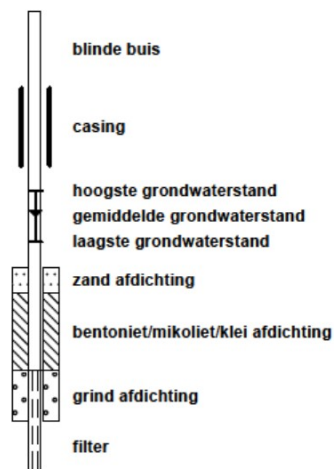 blinde buis
casing
hoogste grondwaterstand
gemiddelde grondwaterstand
laagste grondwaterstand
zand afdichting
bentoniet/mikoliet/klei afdichting
grind afdichting
filter